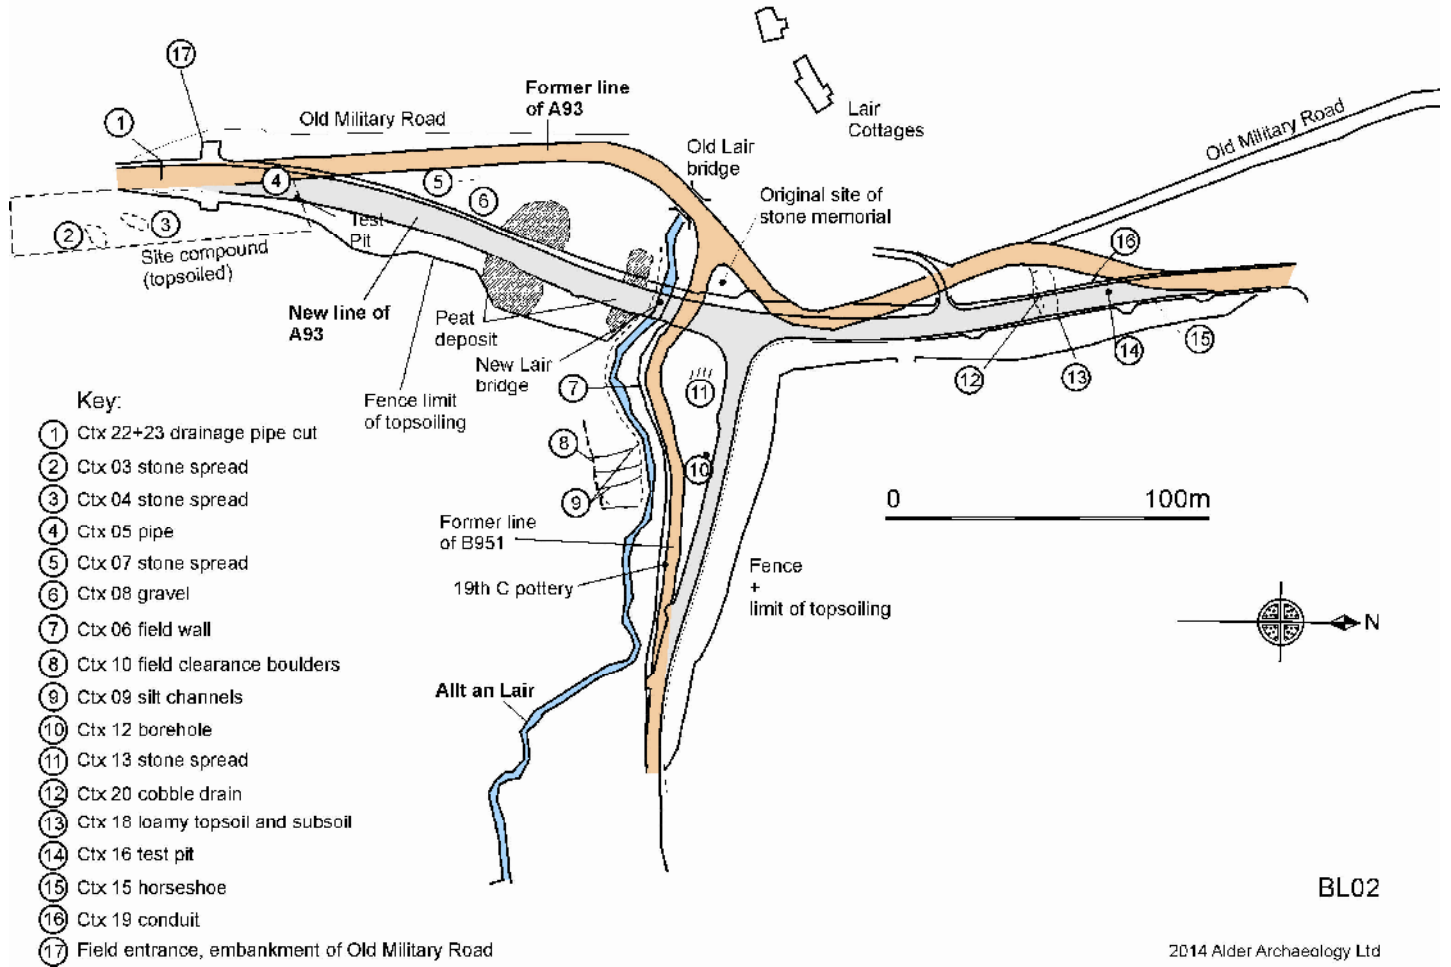 17
Former line
of A93
1
Old Military Road
Lair
Cottages
Old Military Road
Old Lair
bridge
4
5
6
Original site of
stone memorial
Test
Pit
2
3
Site compound
(topsoiled)
16
New line of
A93
Peat
deposit
New Lair
bridge
15
14
13
12
7
11
Fence limit
of topsoiling
8
9
10
0
100m
Former line
of B951
19th C pottery
Fence
+
limit of topsoiling
N
Allt an Lair
Key:
1 Ctx 22+23 drainage pipe cut
2 Ctx 03 stone spread
3 Ctx 04 stone spread
4 Ctx 05 pipe
5 Ctx 07 stone spread
6 Ctx 08 gravel
7 Ctx 06 field wall
8 Ctx 10 field clearance boulders
9 Ctx 09 silt channels
10 Ctx 12 borehole
11 Ctx 13 stone spread
12 Ctx 20 cobble drain
13 Ctx 18 loamy topsoil and subsoil
14 Ctx 16 test pit
15 Ctx 15 horseshoe
16 Ctx 19 conduit
17 Field entrance, embankment of Old Military Road
BL02
2014 Alder Archaeology Ltd